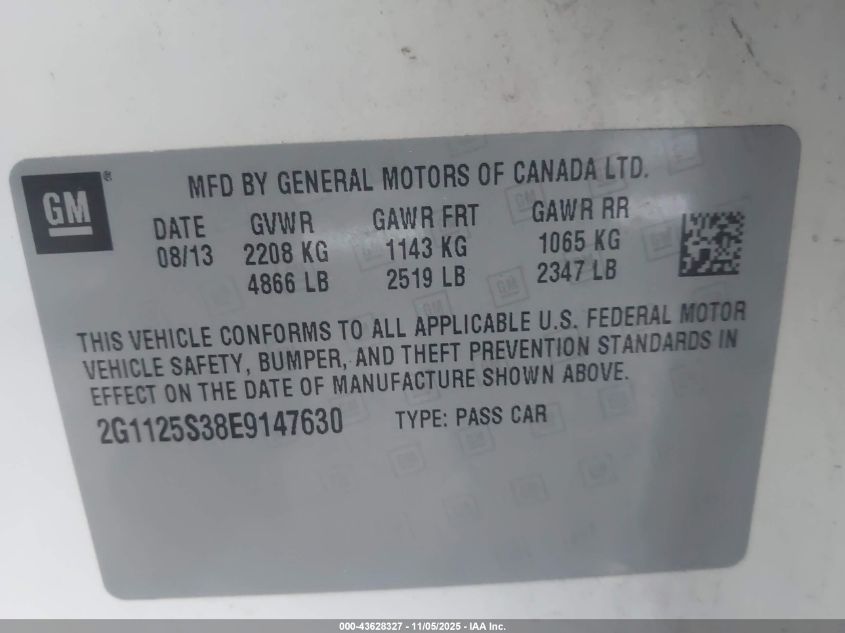 GM®
MFD BY GENERAL MOTORS OF CANADA LTD.
DATE GVWR GAWR FRT GAWR RR
08/13 2208 KG 1143 KG 1065 KG
4866 LB 2519 LB 2347 LB
THIS VEHICLE CONFORMS TO ALL APPLICABLE U.S. FEDERAL MOTOR
VEHICLE SAFETY, BUMPER, AND THEFT PREVENTION STANDARDS IN
EFFECT ON THE DATE OF MANUFACTURE SHOWN ABOVE.
2G1125S38E9147630 TYPE: PASS CAR
000-43628327 - 11/05/2025 - IAA Inc.